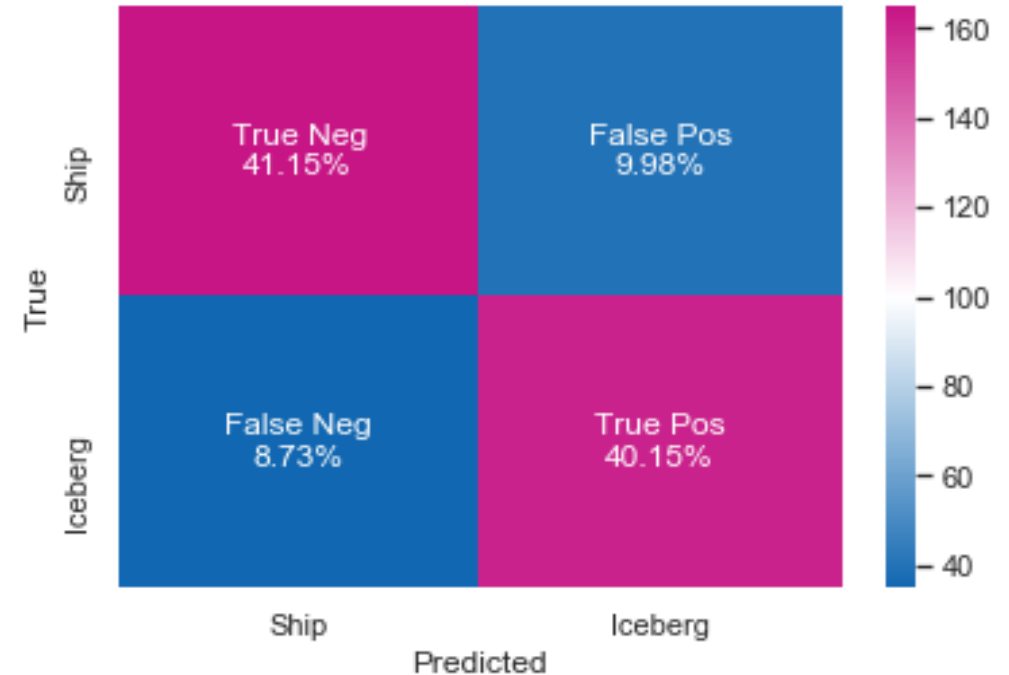 True Neg
41.15%
False Pos
9.98%
False Neg
8.73%
True Pos
40.15%
Ship
Iceberg
True
Ship
Iceberg
Predicted
160
140
120
100
80
60
40